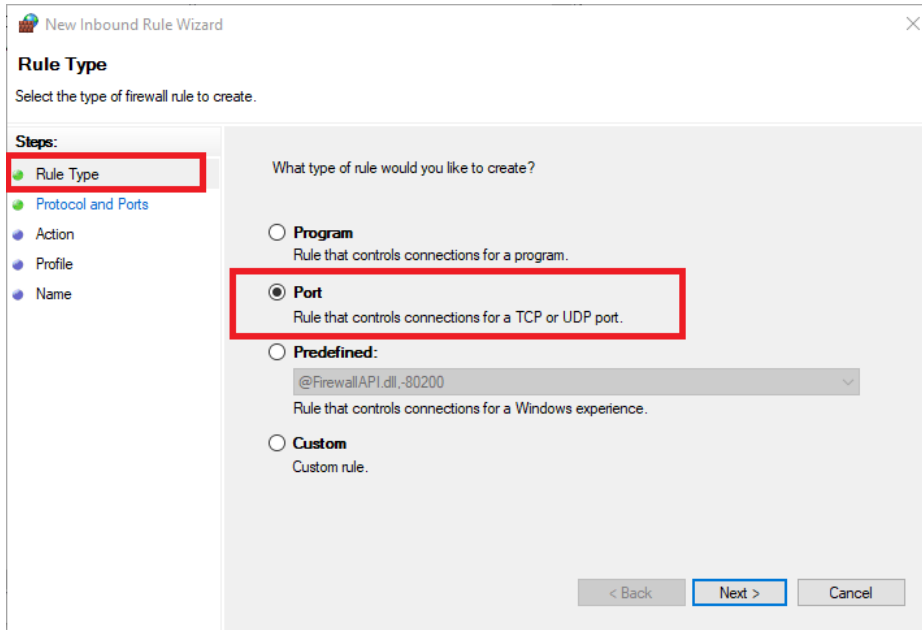 New Inbound Rule Wizard
Rule Type
Select the type of firewall rule to create.
Steps:
Rule Type
Protocol and Ports
Action
Profile
Name
What type of rule would you like to create?
Program
Rule that controls connections for a program.
Port
Rule that controls connections for a TCP or UDP port.
Predefined:
@FirewallAPI.dll,-80200
Rule that controls connections for a Windows experience.
Custom
Custom rule.
< Back
Next >
Cancel